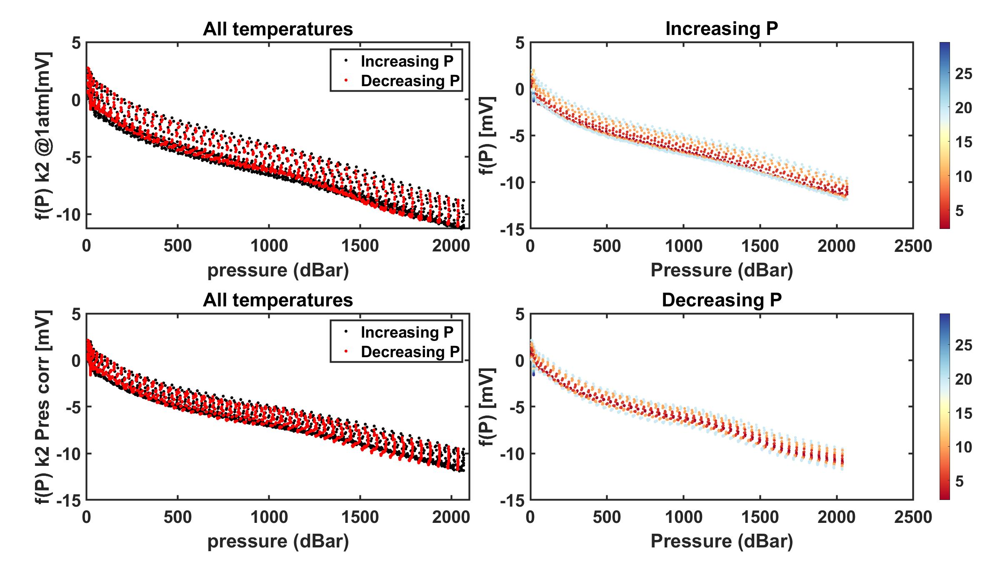 All temperatures
5
0
-5
-10
f(P) k2 @1atm[mV]
Increasing P
Decreasing P
0 500 1000 1500 2000
pressure (dBar)
Increasing P
5
0
-5
-10
-15
f(P) [mV]
0 500 1000 1500 2000 2500
Pressure (dBar)
25
20
15
10
5
All temperatures
5
0
-5
-10
-15
f(P) k2 Pres corr [mV]
Increasing P
Decreasing P
0 500 1000 1500 2000
pressure (dBar)
Decreasing P
5
0
-5
-10
-15
f(P) [mV]
0 500 1000 1500 2000 2500
Pressure (dBar)
25
20
15
10
5